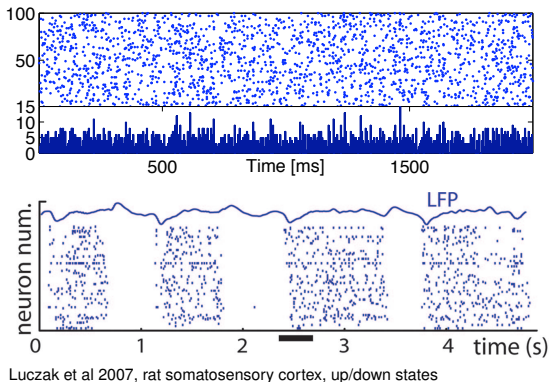 100
50
15
10
5
0
500 Time [ms] 1500
LFP
neuron num.
0 1 2 3 4 time (s)
Luczak et al 2007, rat somatosensory cortex, up/down states